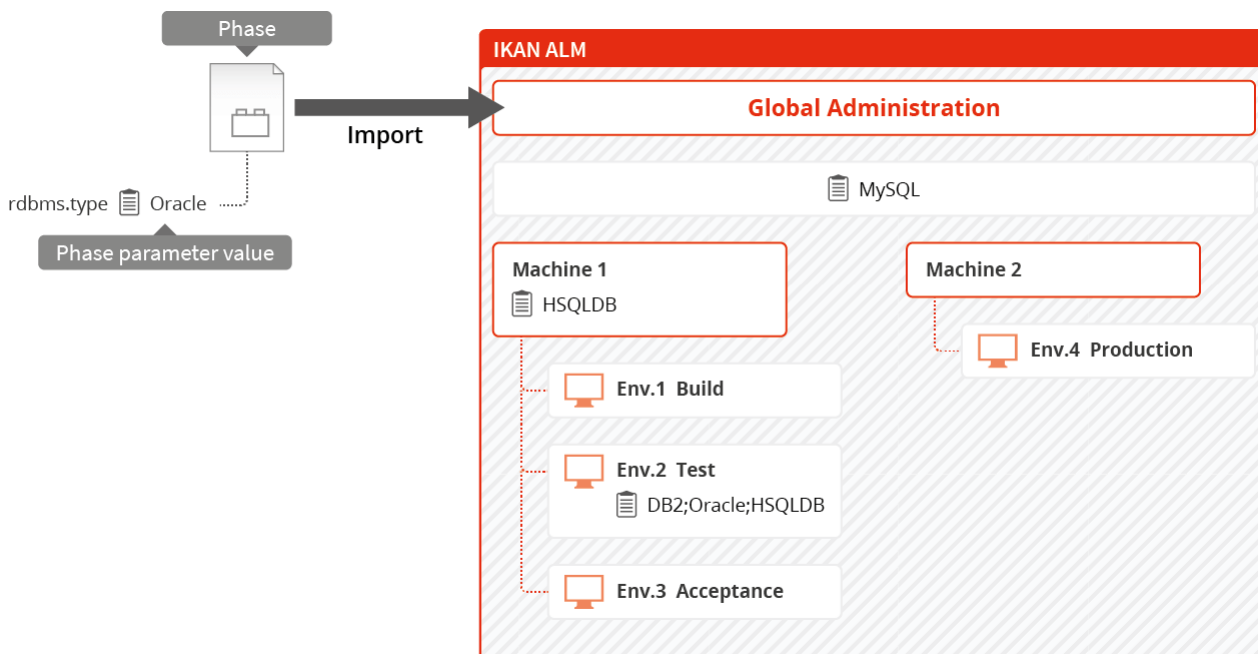 Phase
IKAN ALM
Global Administration
Import
MySQL
rdbms.type Oracle
Phase parameter value
Machine 1
HSQLDB
Machine 2
Env.4 Production
Env.1 Build
Env.2 Test
DB2;Oracle;HSQLDB
Env.3 Acceptance